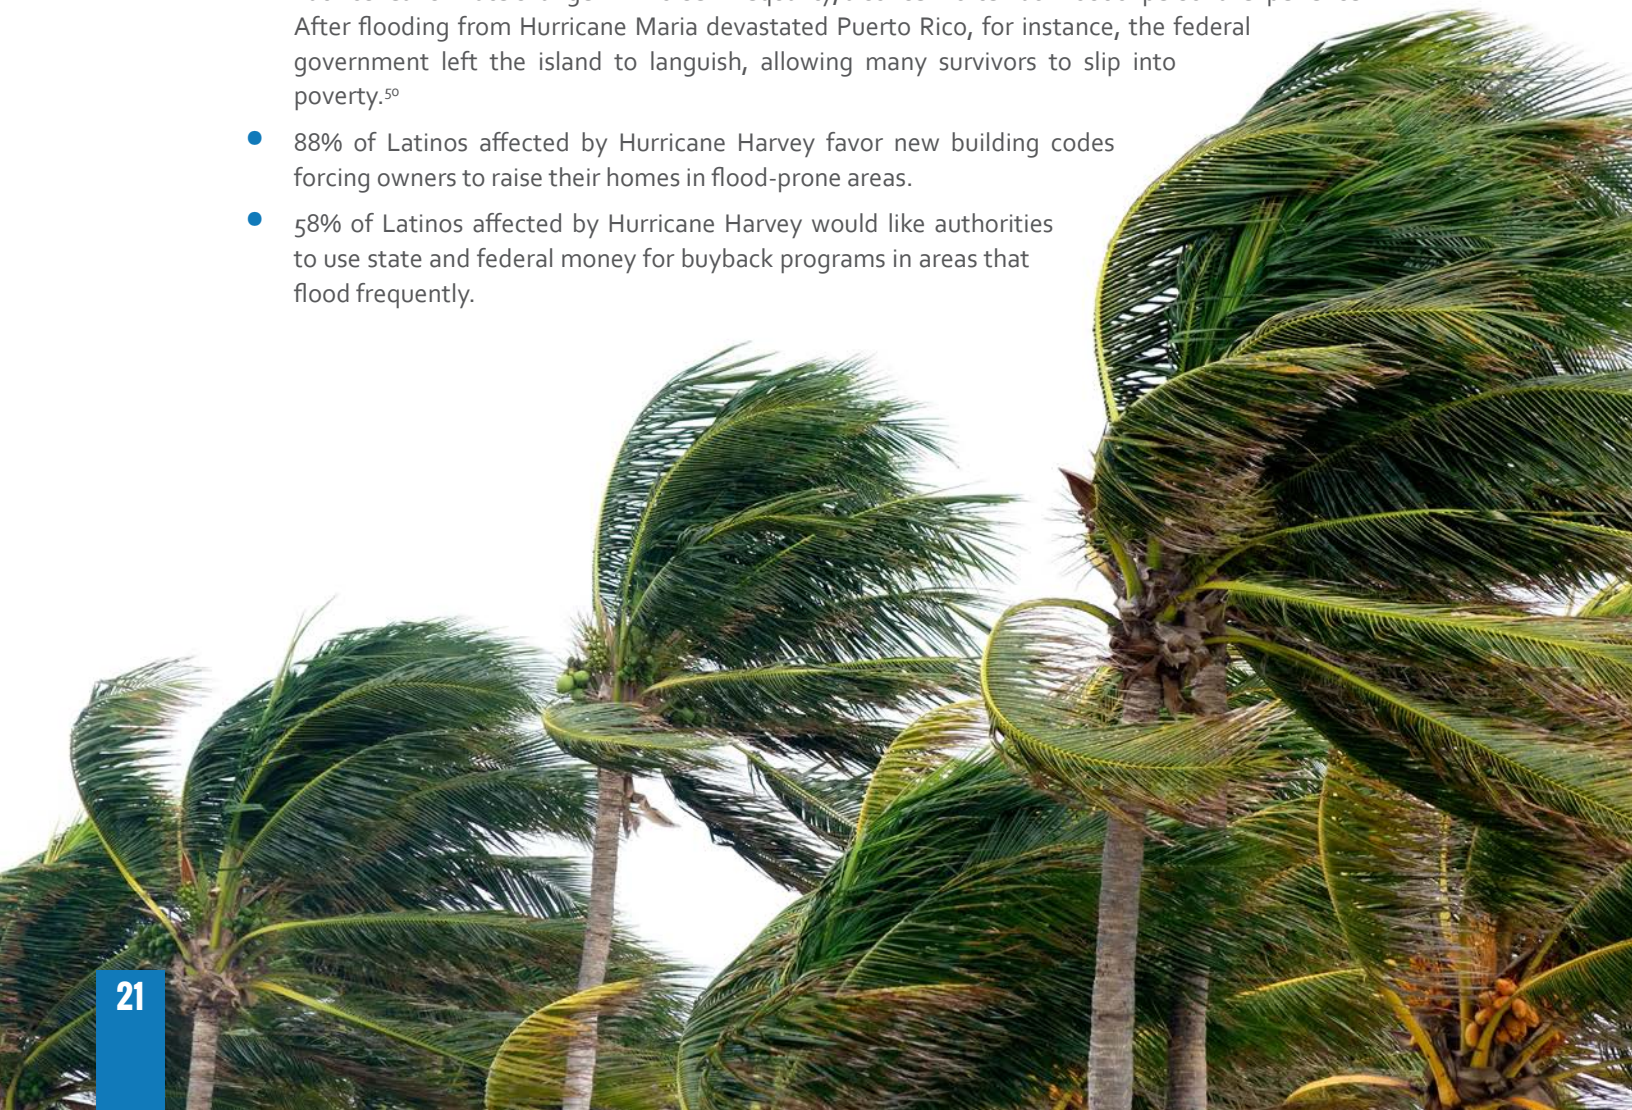 After flooding from Hurricane Maria devastated Puerto Rico, for instance, the federal
government left the island to languish, allowing many survivors to slip into
poverty.⁵⁰
• 88% of Latinos affected by Hurricane Harvey favor new building codes
forcing owners to raise their homes in flood-prone areas.
• 58% of Latinos affected by Hurricane Harvey would like authorities
to use state and federal money for buyback programs in areas that
flood frequently.
21